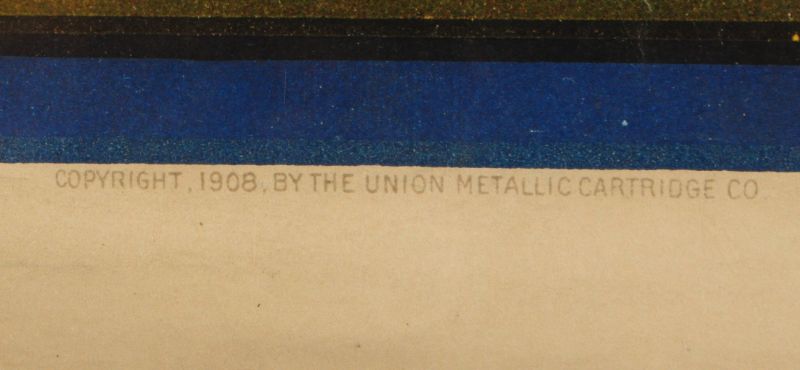 COPYRIGHT, 1908, BY THE UNION METALLIC CARTRIDGE CO